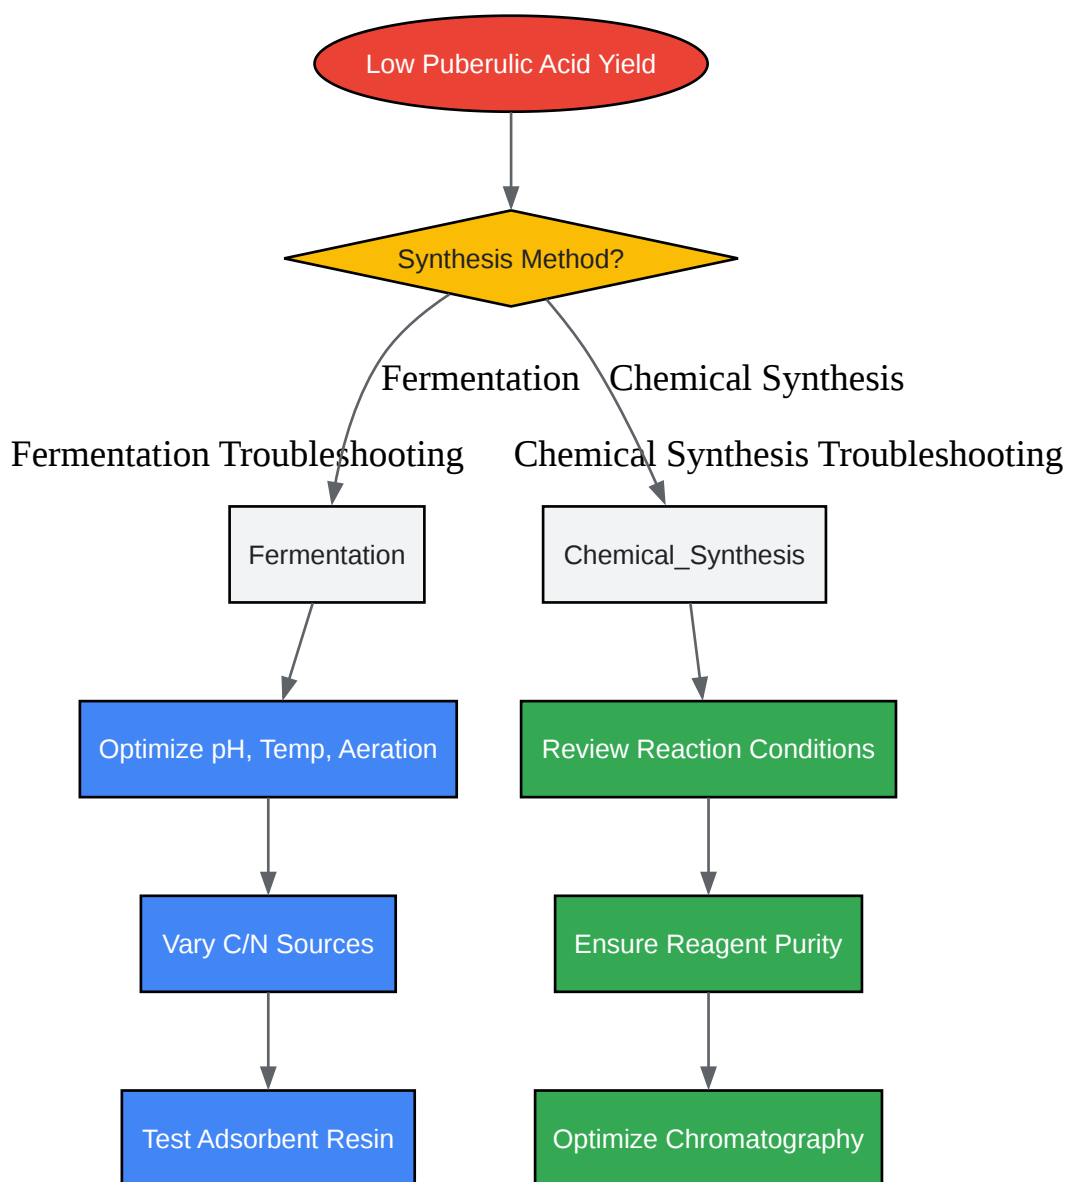 Low Puberulic Acid Yield
Synthesis Method?
Fermentation
Chemical Synthesis
Fermentation Troubleshooting
Chemical Synthesis Troubleshooting
Fermentation
Chemical_Synthesis
Optimize pH, Temp, Aeration
Review Reaction Conditions
Vary C/N Sources
Ensure Reagent Purity
Test Adsorbent Resin
Optimize Chromatography